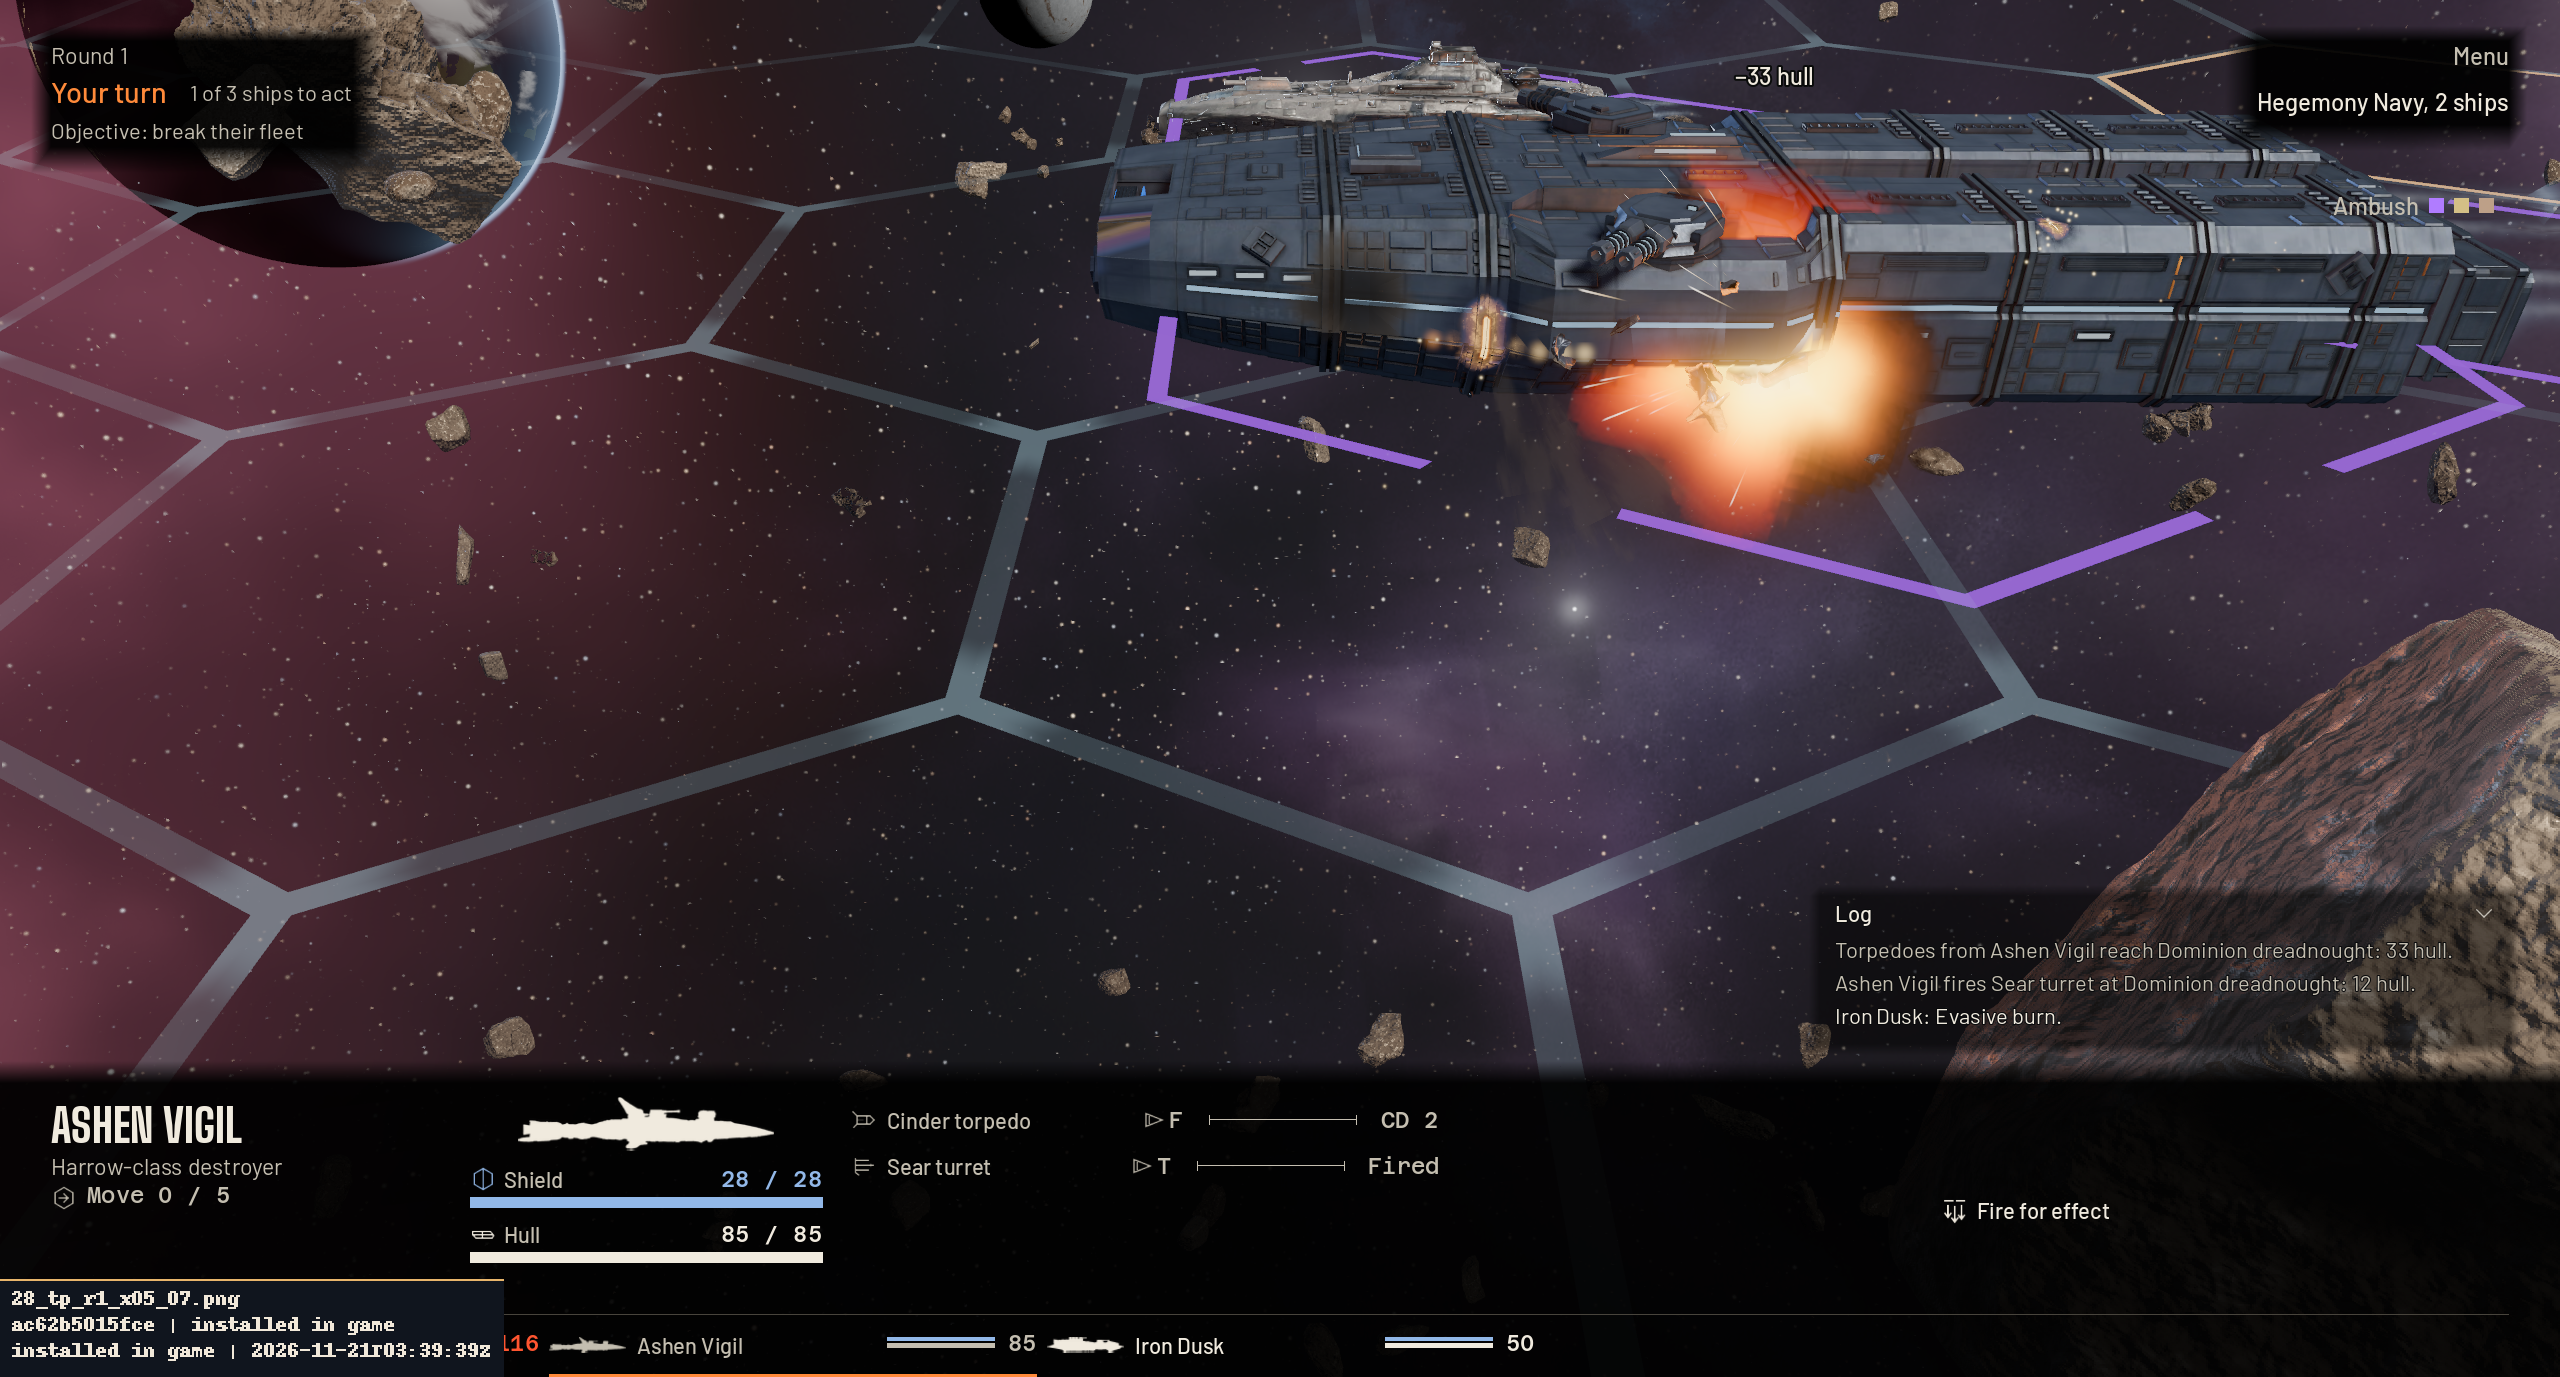 Round 1
Your turn 1 of 3 ships to act
Objective: break their fleet
−33 hull
Menu
Hegemony Navy, 2 ships
Ambush
Log
Torpedoes from Ashen Vigil reach Dominion dreadnought: 33 hull.
Ashen Vigil fires Sear turret at Dominion dreadnought: 12 hull.
Iron Dusk: Evasive burn.
ASHEN VIGIL
Harrow-class destroyer
Move 0 / 5
Shield 28 / 28
Hull 85 / 85
Cinder torpedo F CD 2
Sear turret T Fired
Fire for effect
28_tp_r1_x05_07.png
ac62b5015fce | installed in game
installed in game | 2026-11-21T03:39:39Z
116 Ashen Vigil 85 Iron Dusk 50